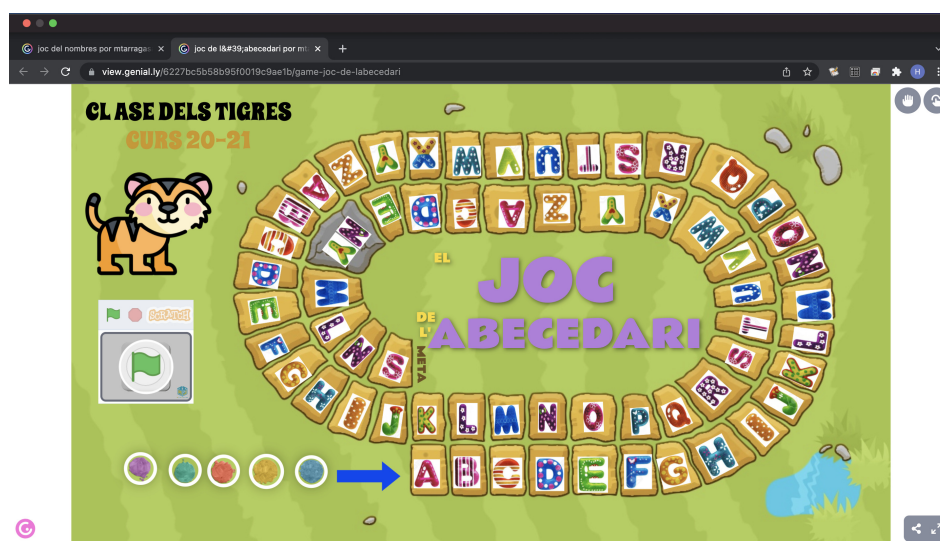 joc del nombres por mtarragas
joc de l&#39;abecedari por mt
view.genial.ly/6227bc5b58b95f0019c9ae1b/game-joc-de-labecedari
H
CLASE DELS TIGRES
CURS 20-21
SCRATCH
EL
JOC
DE
L'ABECEDARI
META
A B C D E F G H I J K L M N O P Q R S T U V W X Y Z A B C D E F G H I J K L M N O P Q R S T U V W X Y Z A C D E